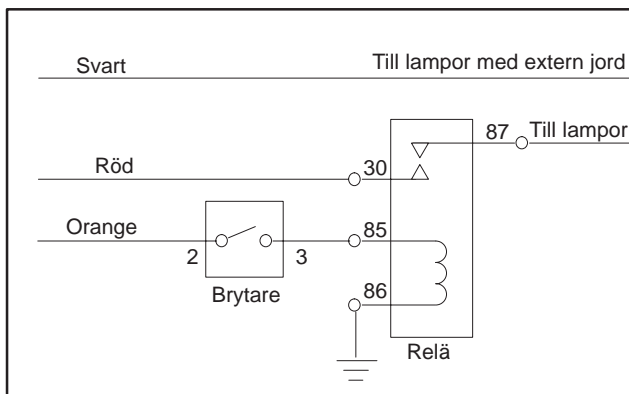 Svart
Till lampor med extern jord
87
Till lampor
Röd
30
Orange
85
2
3
Brytare
86
Relä